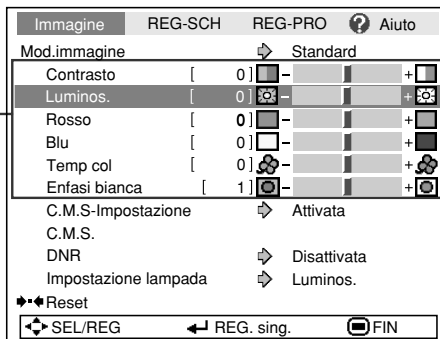 Immagine REG-SCH REG-PRO ? Aiuto
Mod.immagine Standard
Contrasto [ 0 ] - +
Luminos. [ 0 ] - +
Rosso [ 0 ] - +
Blu [ 0 ] - +
Temp col [ 0 ] - +
Enfasi bianca [ 1 ] - +
C.M.S-Impostazione Attivata
C.M.S.
DNR Disattivata
Impostazione lampada Luminos.
Reset
SEL/REG REG. sing. FIN